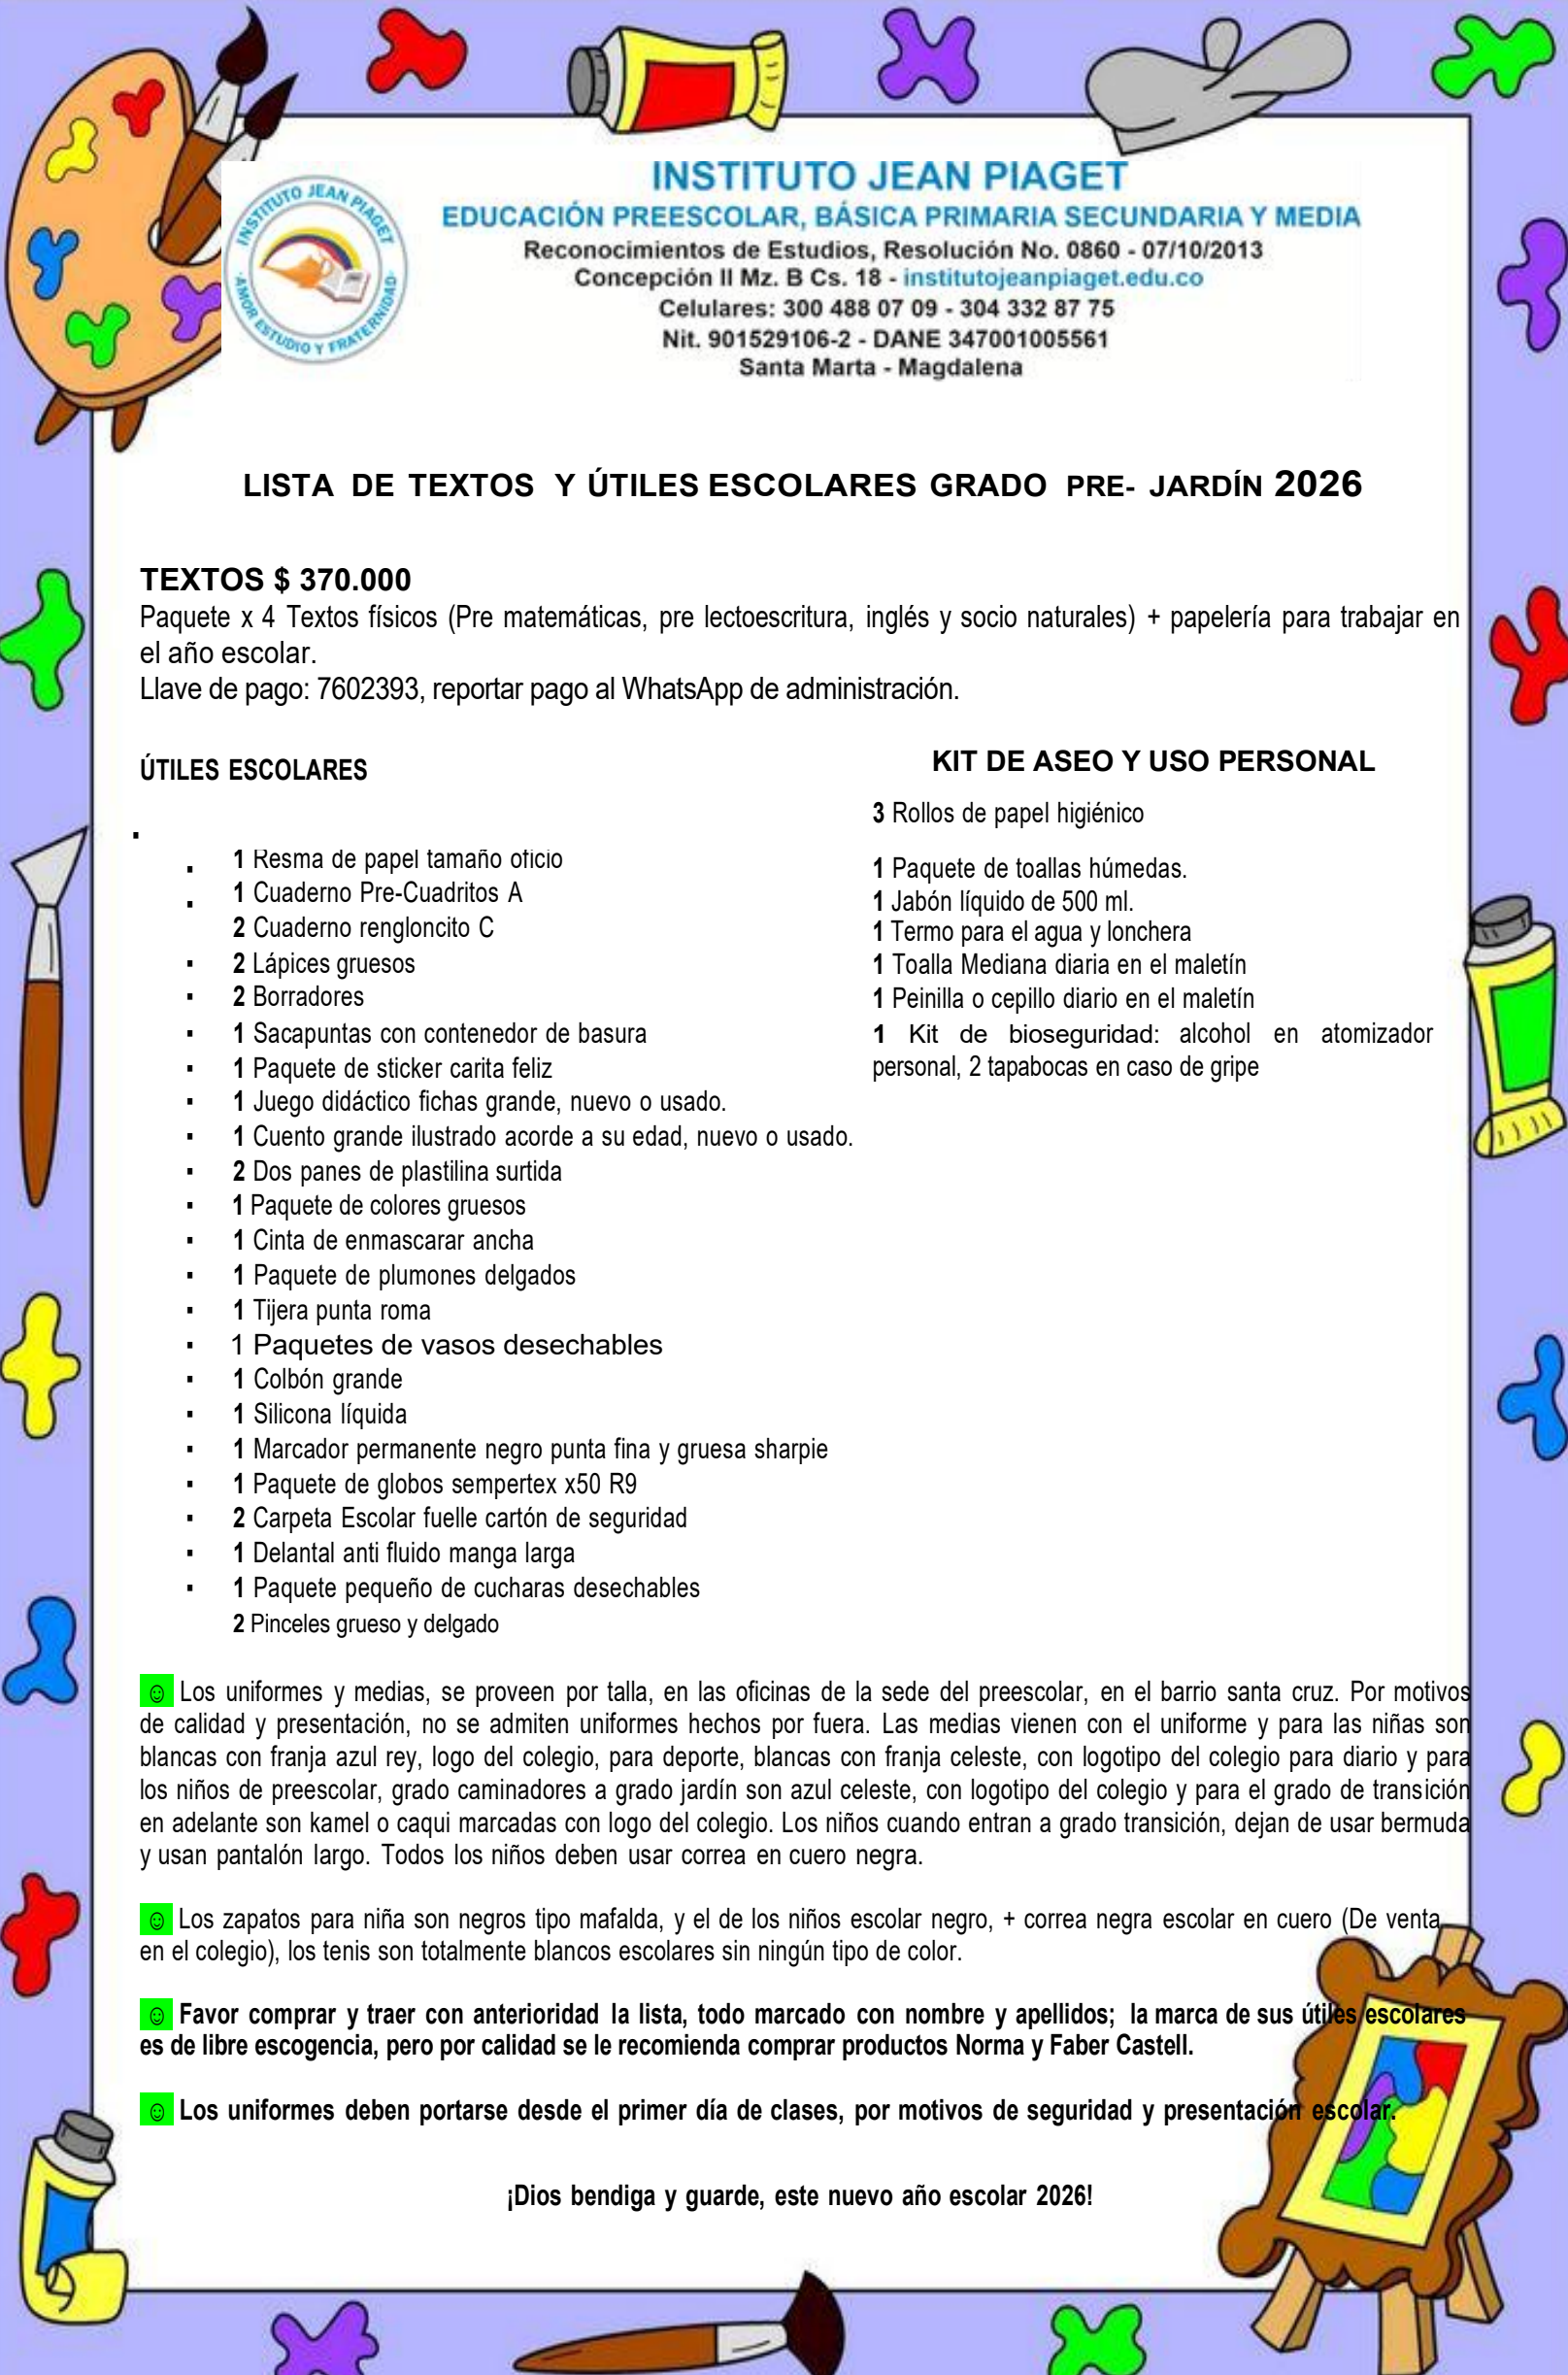 INSTITUTO JEAN PIAGET
AMOR ESTUDIO Y FRATERNIDAD
INSTITUTO JEAN PIAGET
EDUCACIÓN PREESCOLAR, BÁSICA PRIMARIA SECUNDARIA Y MEDIA
Reconocimientos de Estudios, Resolución No. 0860 - 07/10/2013
Concepción II Mz. B Cs. 18 - institutojeanpiaget.edu.co
Celulares: 300 488 07 09 - 304 332 87 75
Nit. 901529106-2 - DANE 347001005561
Santa Marta - Magdalena
LISTA DE TEXTOS Y ÚTILES ESCOLARES GRADO PRE- JARDÍN 2026
TEXTOS $ 370.000
Paquete x 4 Textos físicos (Pre matemáticas, pre lectoescritura, inglés y socio naturales) + papelería para trabajar en
el año escolar.
Llave de pago: 7602393, reportar pago al WhatsApp de administración.
ÚTILES ESCOLARES
▪
▪ 1 Resma de papel tamaño oficio
▪ 1 Cuaderno Pre-Cuadritos A
2 Cuaderno rengloncito C
▪ 2 Lápices gruesos
▪ 2 Borradores
▪ 1 Sacapuntas con contenedor de basura
▪ 1 Paquete de sticker carita feliz
▪ 1 Juego didáctico fichas grande, nuevo o usado.
▪ 1 Cuento grande ilustrado acorde a su edad, nuevo o usado.
▪ 2 Dos panes de plastilina surtida
▪ 1 Paquete de colores gruesos
▪ 1 Cinta de enmascarar ancha
▪ 1 Paquete de plumones delgados
▪ 1 Tijera punta roma
▪ 1 Paquetes de vasos desechables
▪ 1 Colbón grande
▪ 1 Silicona líquida
▪ 1 Marcador permanente negro punta fina y gruesa sharpie
▪ 1 Paquete de globos sempertex x50 R9
▪ 2 Carpeta Escolar fuelle cartón de seguridad
▪ 1 Delantal anti fluido manga larga
▪ 1 Paquete pequeño de cucharas desechables
2 Pinceles grueso y delgado
KIT DE ASEO Y USO PERSONAL
3 Rollos de papel higiénico
1 Paquete de toallas húmedas.
1 Jabón líquido de 500 ml.
1 Termo para el agua y lonchera
1 Toalla Mediana diaria en el maletín
1 Peinilla o cepillo diario en el maletín
1 Kit de bioseguridad: alcohol en atomizador
personal, 2 tapabocas en caso de gripe
☺ Los uniformes y medias, se proveen por talla, en las oficinas de la sede del preescolar, en el barrio santa cruz. Por motivos
de calidad y presentación, no se admiten uniformes hechos por fuera. Las medias vienen con el uniforme y para las niñas son
blancas con franja azul rey, logo del colegio, para deporte, blancas con franja celeste, con logotipo del colegio para diario y para
los niños de preescolar, grado caminadores a grado jardín son azul celeste, con logotipo del colegio y para el grado de transición
en adelante son kamel o caqui marcadas con logo del colegio. Los niños cuando entran a grado transición, dejan de usar bermuda
y usan pantalón largo. Todos los niños deben usar correa en cuero negra.
☺ Los zapatos para niña son negros tipo mafalda, y el de los niños escolar negro, + correa negra escolar en cuero (De venta
en el colegio), los tenis son totalmente blancos escolares sin ningún tipo de color.
☺ Favor comprar y traer con anterioridad la lista, todo marcado con nombre y apellidos; la marca de sus útiles escolares
es de libre escogencia, pero por calidad se le recomienda comprar productos Norma y Faber Castell.
☺ Los uniformes deben portarse desde el primer día de clases, por motivos de seguridad y presentación escolar.
¡Dios bendiga y guarde, este nuevo año escolar 2026!